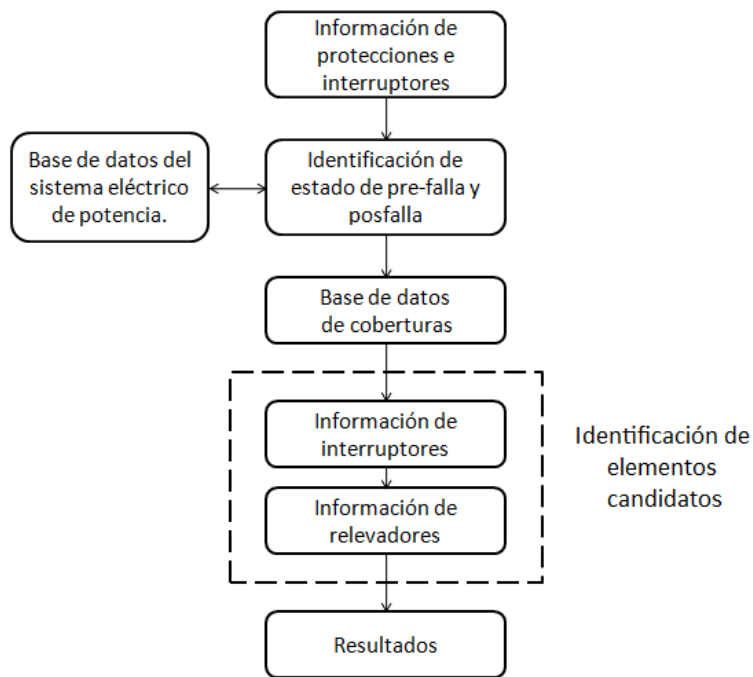 Información de
protecciones e
interruptores
Base de datos del
sistema eléctrico
de potencia.
Identificación de
estado de pre-falla y
posfalla
Base de datos
de coberturas
Información de
interruptores
Información de
relevadores
Identificación de
elementos
candidatos
Resultados